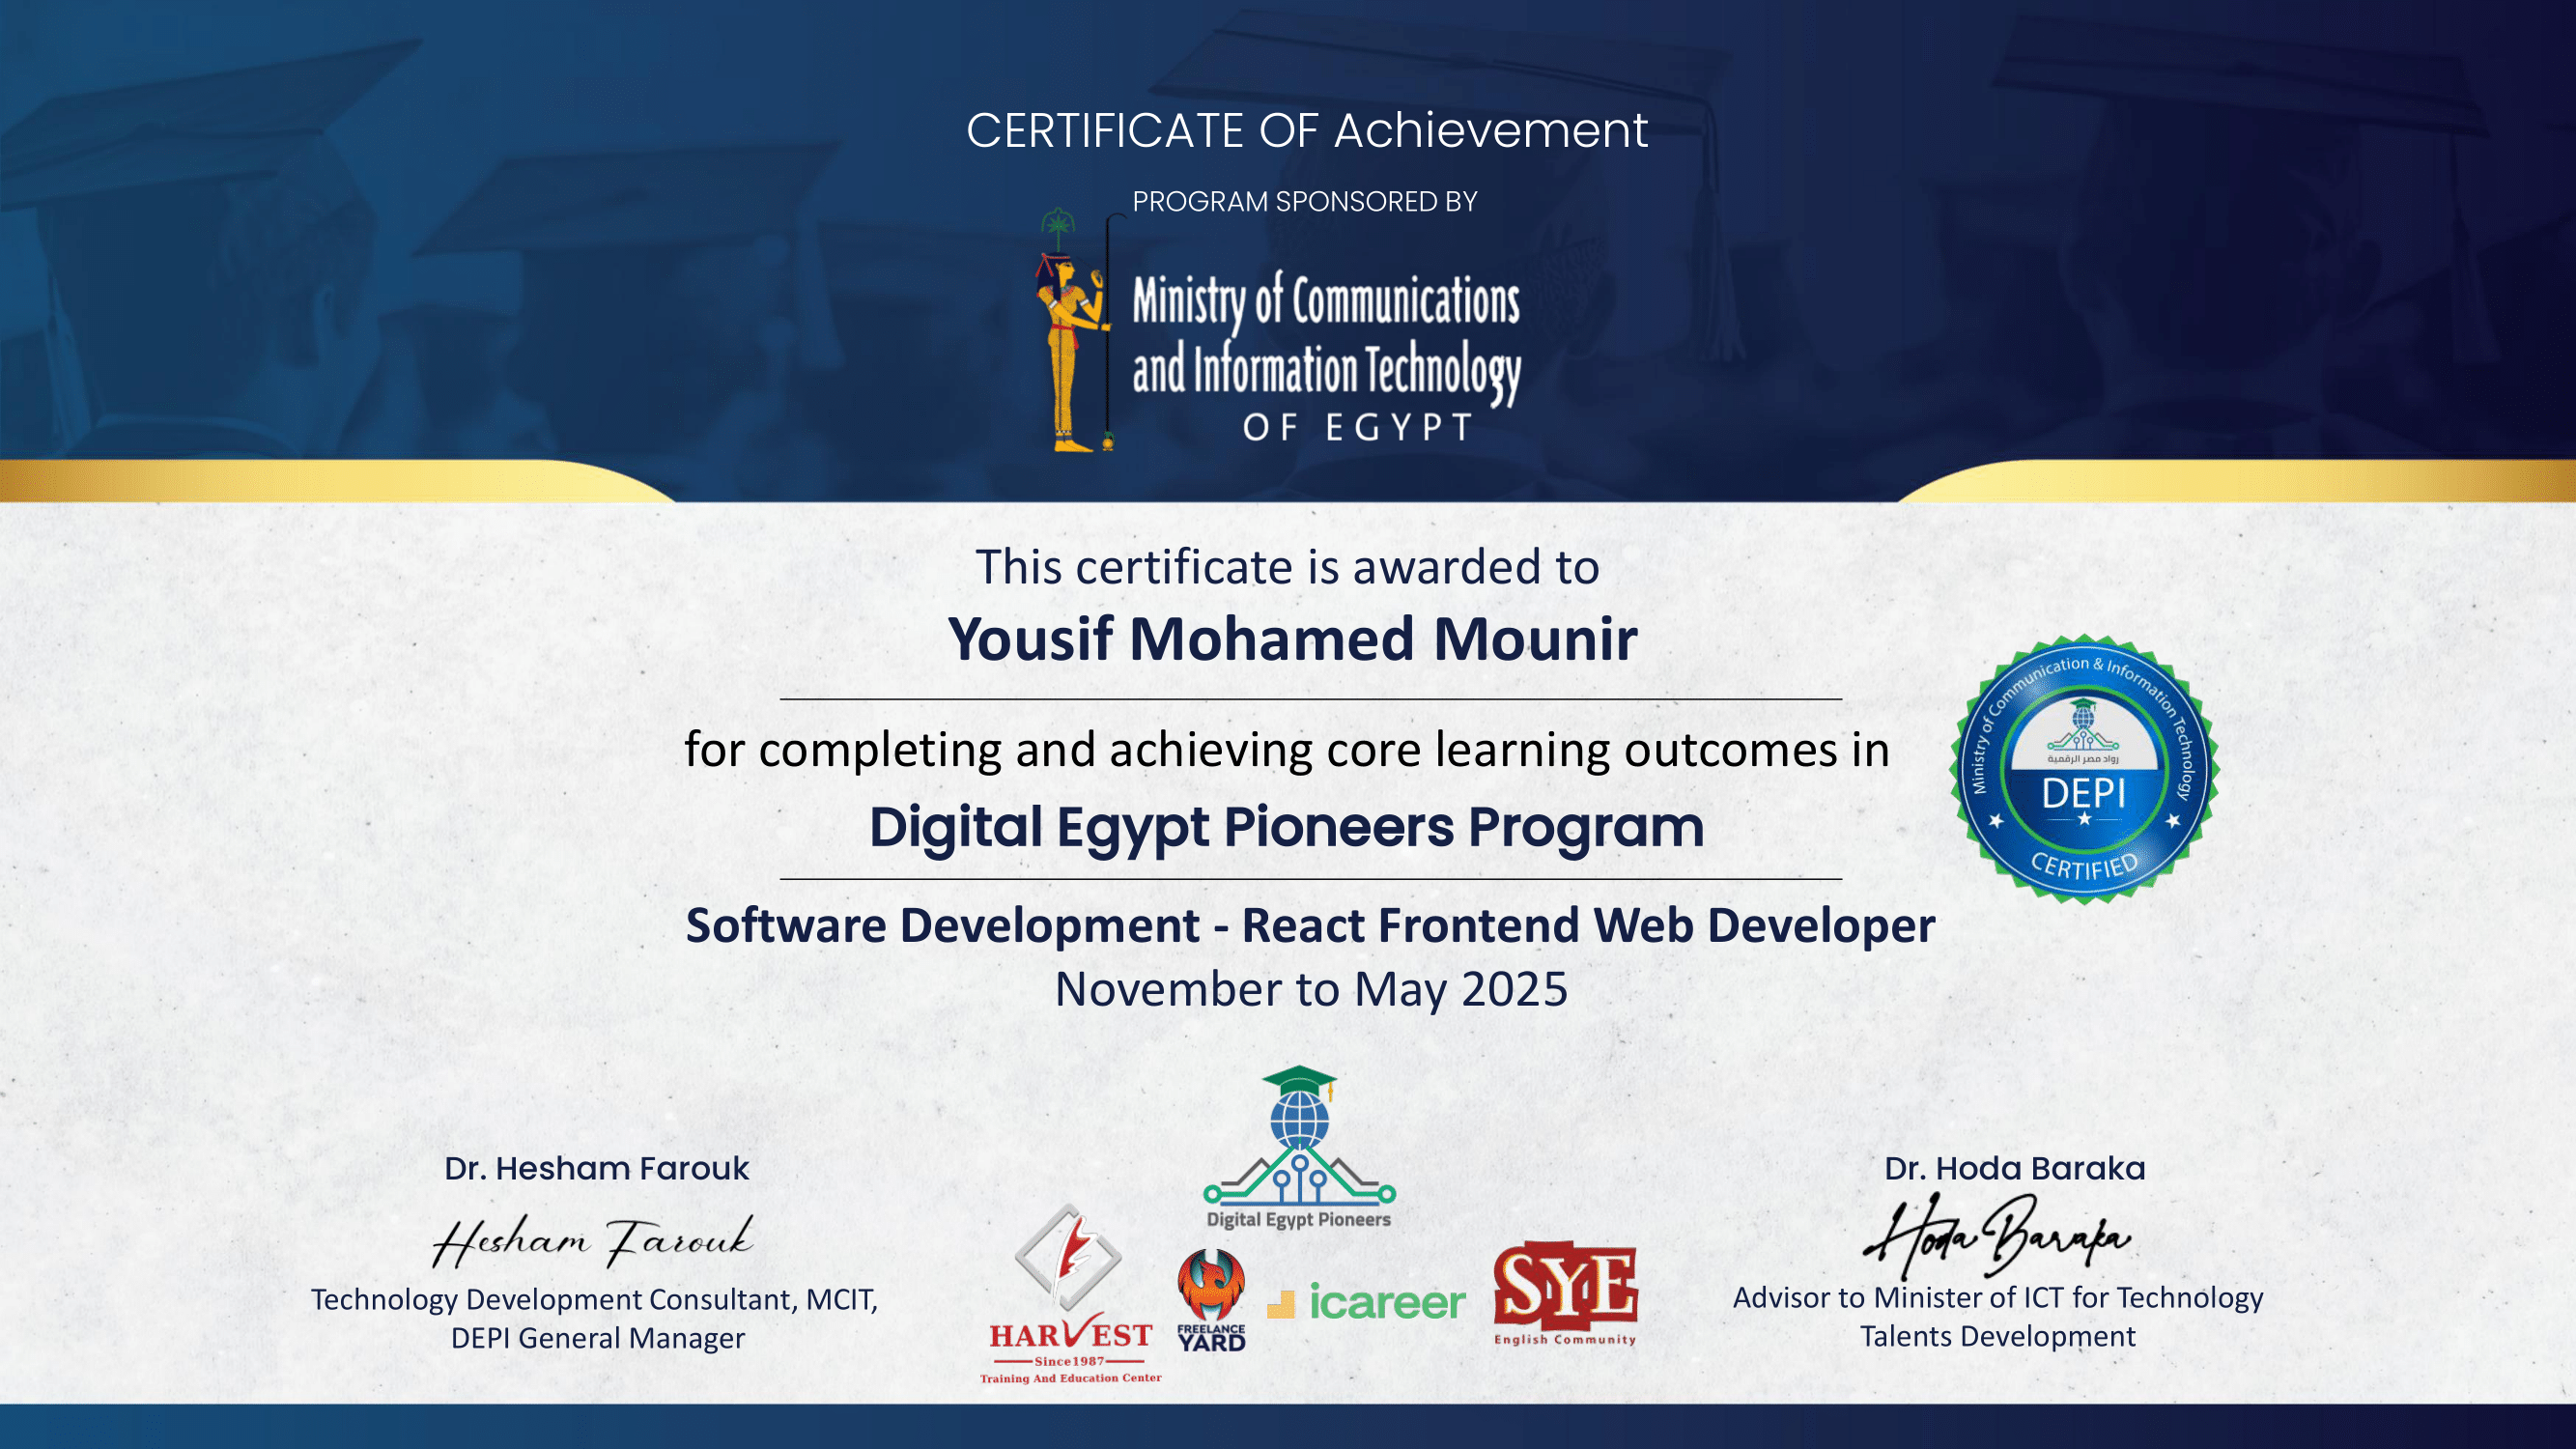 CERTIFICATE OF Achievement
PROGRAM SPONSORED BY
Ministry of Communications
and Information Technology
OF EGYPT
This certificate is awarded to
Yousif Mohamed Mounir
for completing and achieving core learning outcomes in
Digital Egypt Pioneers Program
Software Development - React Frontend Web Developer
November to May 2025
Ministry of Communication & Information Technology
رواد مصر الرقمية
DEPI
CERTIFIED
Dr. Hesham Farouk
Hesham Farouk
Technology Development Consultant, MCIT,
DEPI General Manager
Digital Egypt Pioneers
HARVEST
Since1987
Training And Education Center
FREELANCE
YARD
icareer
SYE
English Community
Dr. Hoda Baraka
Hoda Baraka
Advisor to Minister of ICT for Technology
Talents Development